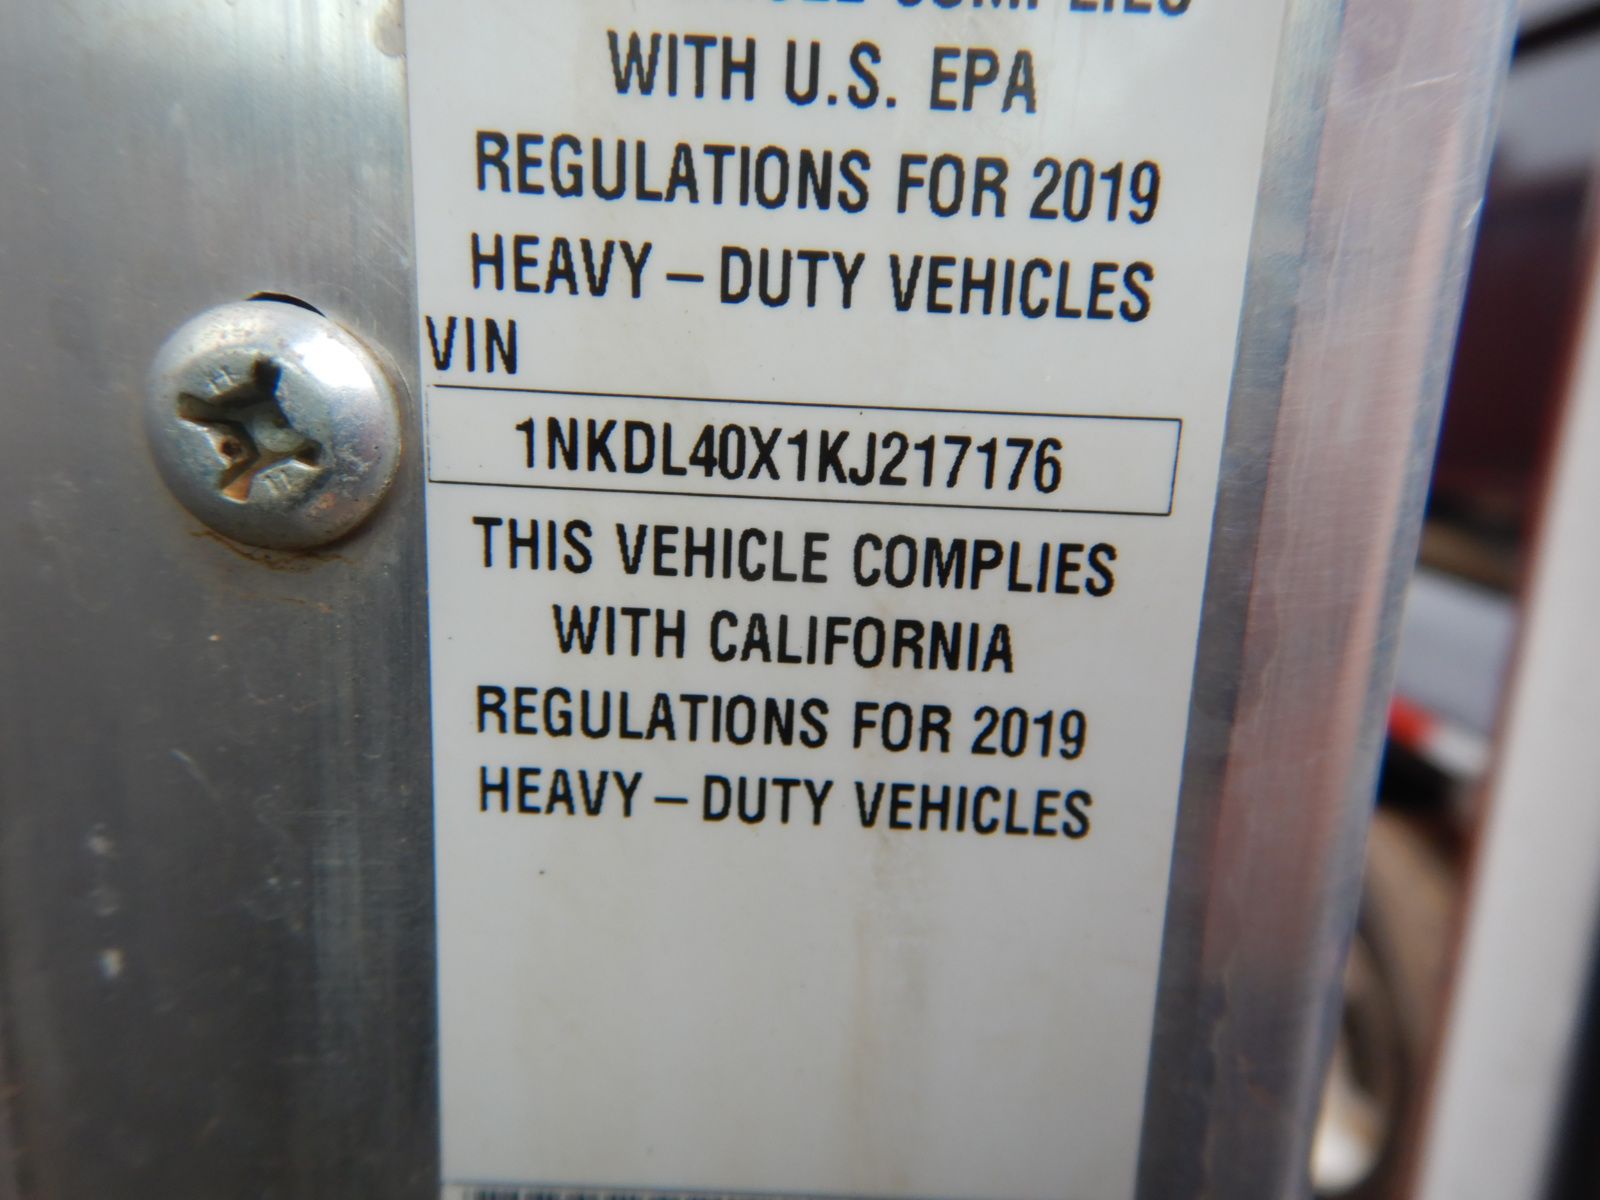 COMPLIES
WITH U.S. EPA
REGULATIONS FOR 2019
HEAVY – DUTY VEHICLES
VIN
1NKDL40X1KJ217176
THIS VEHICLE COMPLIES
WITH CALIFORNIA
REGULATIONS FOR 2019
HEAVY – DUTY VEHICLES